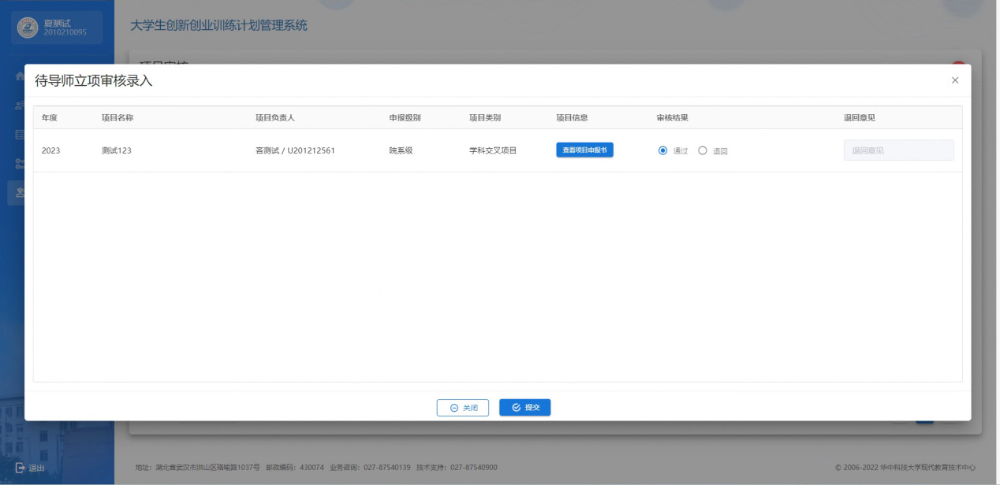 夏测试
2010210095
大学生创新创业训练计划管理系统
待导师立项审核录入
年度 项目名称 项目负责人 申报级别 项目类别 项目信息 审核结果 退回意见
2023 测试123 吝测试 / U201212561 院系级 学科交叉项目 查看项目申报书 通过 退回 退回意见
关闭 提交
退出
地址：湖北省武汉市洪山区珞喻路1037号 邮政编码：430074 业务咨询：027-87540139 技术支持：027-87540900
© 2006-2022 华中科技大学现代教育技术中心